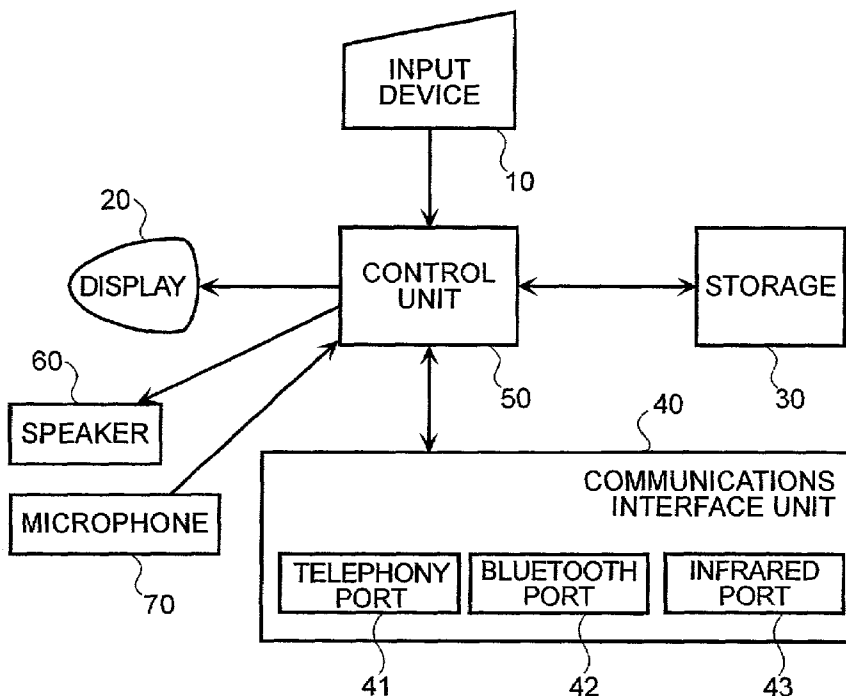 INPUT
DEVICE
10
20
DISPLAY
CONTROL
UNIT
50
STORAGE
30
60
SPEAKER
MICROPHONE
70
40
COMMUNICATIONS
INTERFACE UNIT
TELEPHONY
PORT
BLUETOOTH
PORT
INFRARED
PORT
41
42
43